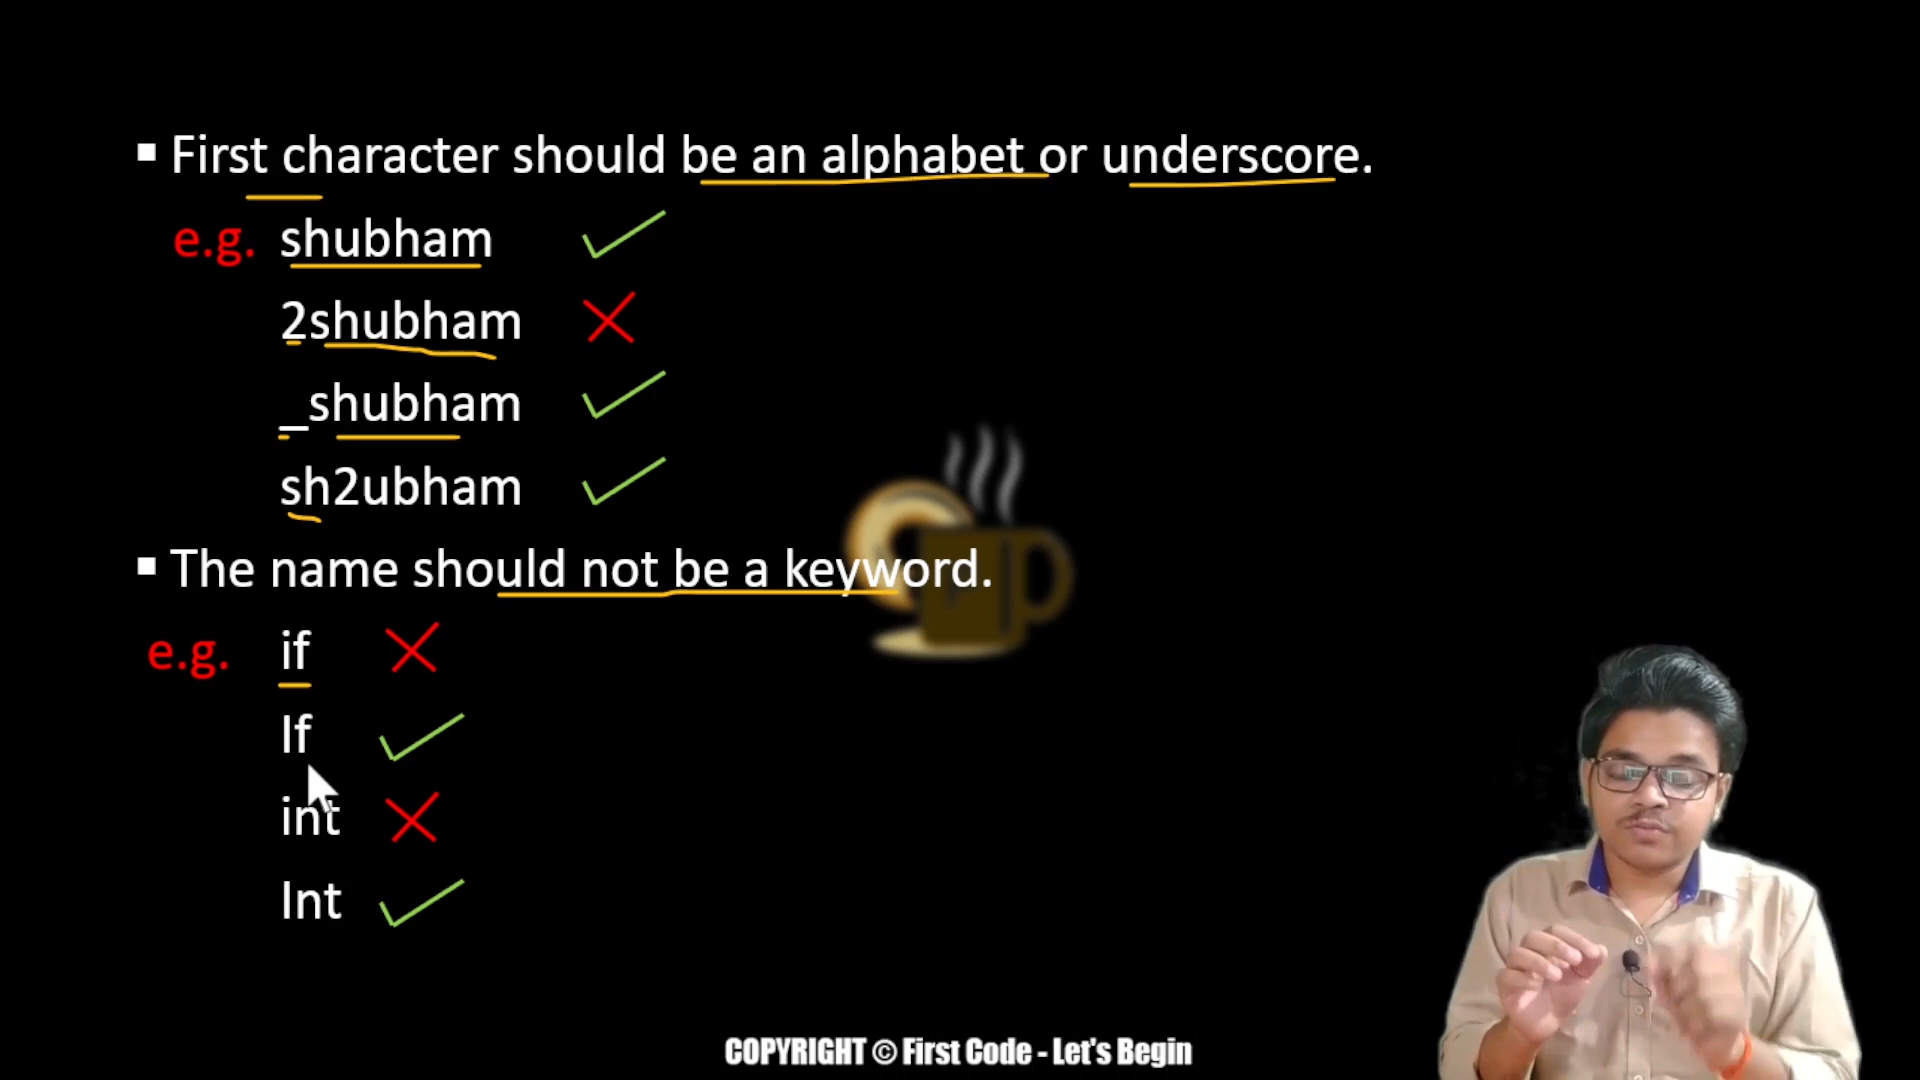 ▪ First character should be an alphabet or underscore.
e.g. shubham
2shubham
_shubham
sh2ubham
▪ The name should not be a keyword.
e.g. if
If
int
Int
COPYRIGHT © First Code - Let's Begin